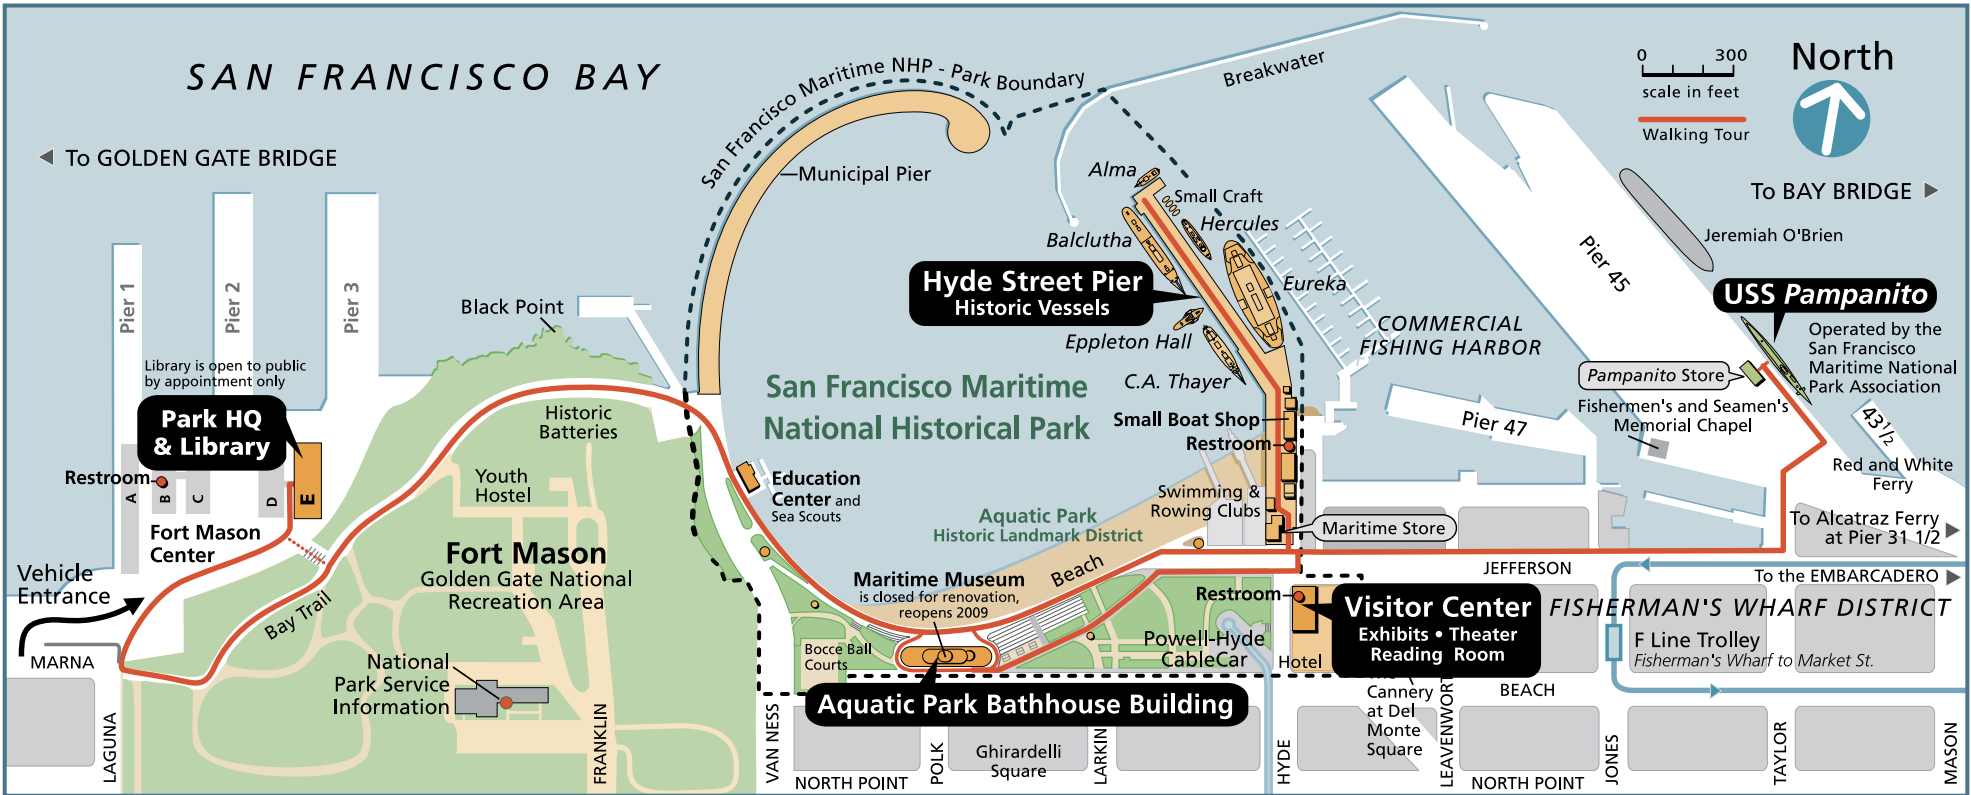 SAN FRANCISCO BAY
San Francisco Maritime NHP - Park Boundary
Breakwater
0 300
scale in feet
Walking Tour
North
To GOLDEN GATE BRIDGE
To BAY BRIDGE
Municipal Pier
Alma
Small Craft
Hercules
Balclutha
Eureka
Hyde Street Pier
Historic Vessels
Eppleton Hall
C.A. Thayer
Pier 45
Jeremiah O'Brien
USS Pampanito
Operated by the
San Francisco
Maritime National
Park Association
Pampanito Store
COMMERCIAL
FISHING HARBOR
Fishermen's and Seamen's
Memorial Chapel
Pier 47
43 1/2
Red and White
Ferry
To Alcatraz Ferry
at Pier 31 1/2
Pier 1
Pier 2
Pier 3
Black Point
Library is open to public
by appointment only
Park HQ
& Library
Restroom
A
B
C
D
E
Fort Mason
Center
Vehicle
Entrance
Historic
Batteries
Youth
Hostel
Fort Mason
Golden Gate National
Recreation Area
Bay Trail
National
Park Service
Information
San Francisco Maritime
National Historical Park
Small Boat Shop
Restroom
Education
Center and
Sea Scouts
Swimming &
Rowing Clubs
Aquatic Park
Historic Landmark District
Maritime Store
Beach
Maritime Museum
is closed for renovation,
reopens 2009
Bocce Ball
Courts
Aquatic Park Bathhouse Building
Restroom
Powell-Hyde
CableCar
Hotel
Visitor Center
Exhibits • Theater
Reading Room
Cannery
at Del
Monte
Square
JEFFERSON
To the EMBARCADERO
FISHERMAN'S WHARF DISTRICT
F Line Trolley
Fisherman's Wharf to Market St.
BEACH
MARNA
LAGUNA
FRANKLIN
VAN NESS
NORTH POINT
POLK
Ghirardelli
Square
LARKIN
HYDE
LEAVENWORT
NORTH POINT
JONES
TAYLOR
MASON